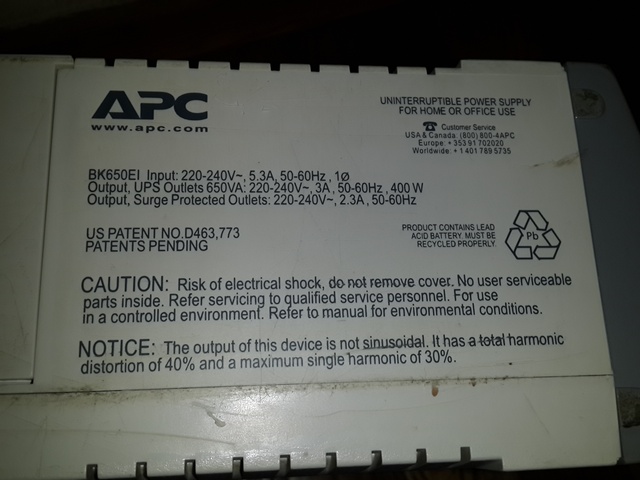 APC
www.apc.com
UNINTERRUPTIBLE POWER SUPPLY
FOR HOME OR OFFICE USE
☎ Customer Service
USA & Canada: (800) 800-4APC
Europe: +353 91 702020
Worldwide: +1 401 789 5735
BK650EI Input: 220-240V~, 5.3A, 50-60Hz, 1Ø
Output, UPS Outlets 650VA: 220-240V~, 3A, 50-60Hz, 400 W
Output, Surge Protected Outlets: 220-240V~, 2.3A, 50-60Hz
US PATENT NO.D463,773
PATENTS PENDING
PRODUCT CONTAINS LEAD
ACID BATTERY. MUST BE
RECYCLED PROPERLY.
Pb
CAUTION: Risk of electrical shock, do not remove cover. No user serviceable
parts inside. Refer servicing to qualified service personnel. For use
in a controlled environment. Refer to manual for environmental conditions.
NOTICE: The output of this device is not sinusoidal. It has a total harmonic
distortion of 40% and a maximum single harmonic of 30%.